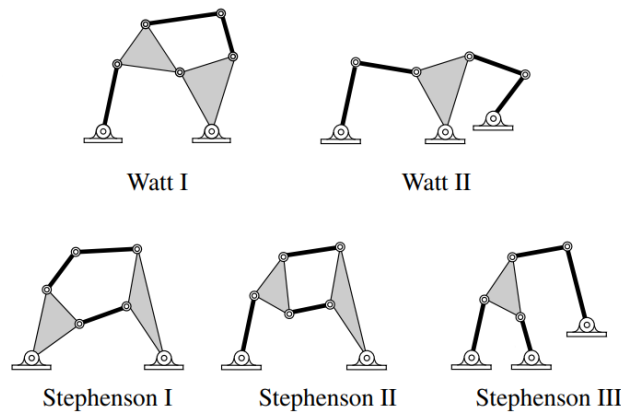 Watt I
Watt II
Stephenson I
Stephenson II
Stephenson III